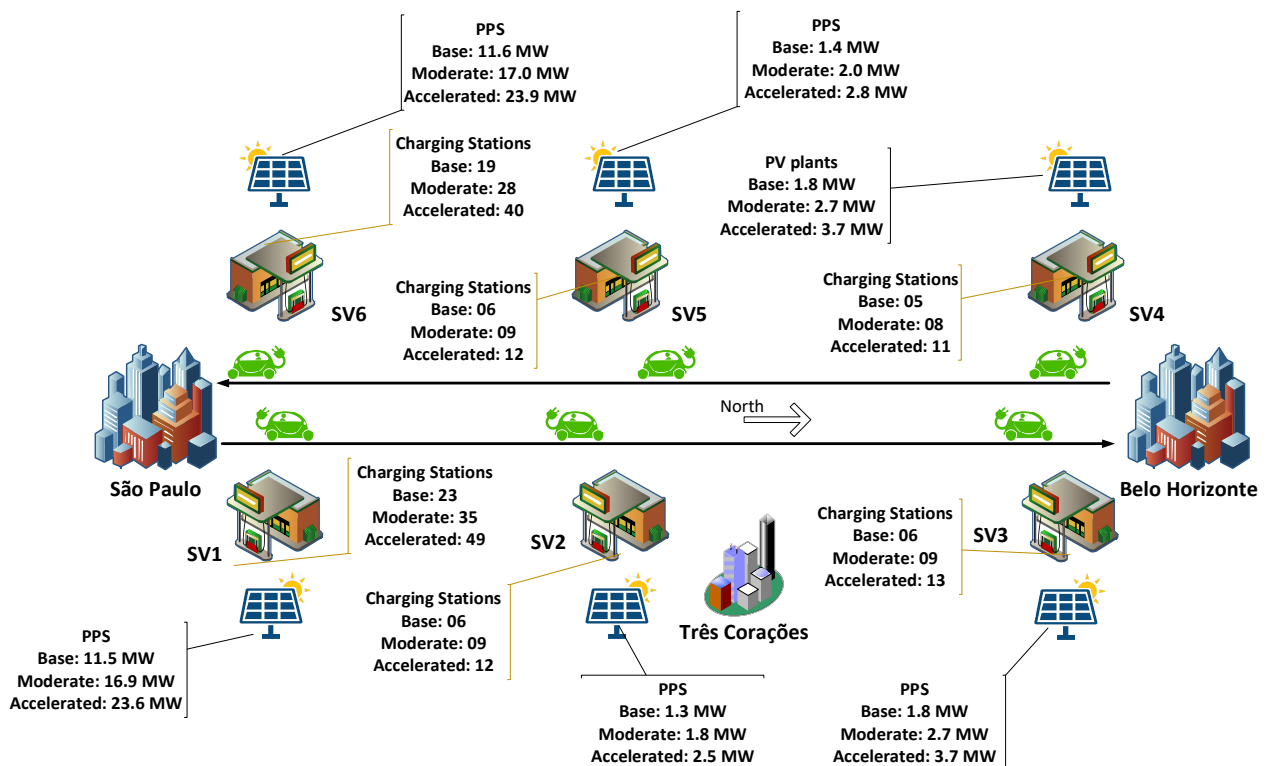 PPS
Base: 11.6 MW
Moderate: 17.0 MW
Accelerated: 23.9 MW
PPS
Base: 1.4 MW
Moderate: 2.0 MW
Accelerated: 2.8 MW
Charging Stations
Base: 19
Moderate: 28
Accelerated: 40
PV plants
Base: 1.8 MW
Moderate: 2.7 MW
Accelerated: 3.7 MW
SV6
Charging Stations
Base: 06
Moderate: 09
Accelerated: 12
SV5
Charging Stations
Base: 05
Moderate: 08
Accelerated: 11
SV4
North
São Paulo
Belo Horizonte
SV1
Charging Stations
Base: 23
Moderate: 35
Accelerated: 49
SV2
Charging Stations
Base: 06
Moderate: 09
Accelerated: 13
SV3
Charging Stations
Base: 06
Moderate: 09
Accelerated: 12
Três Corações
PPS
Base: 11.5 MW
Moderate: 16.9 MW
Accelerated: 23.6 MW
PPS
Base: 1.3 MW
Moderate: 1.8 MW
Accelerated: 2.5 MW
PPS
Base: 1.8 MW
Moderate: 2.7 MW
Accelerated: 3.7 MW